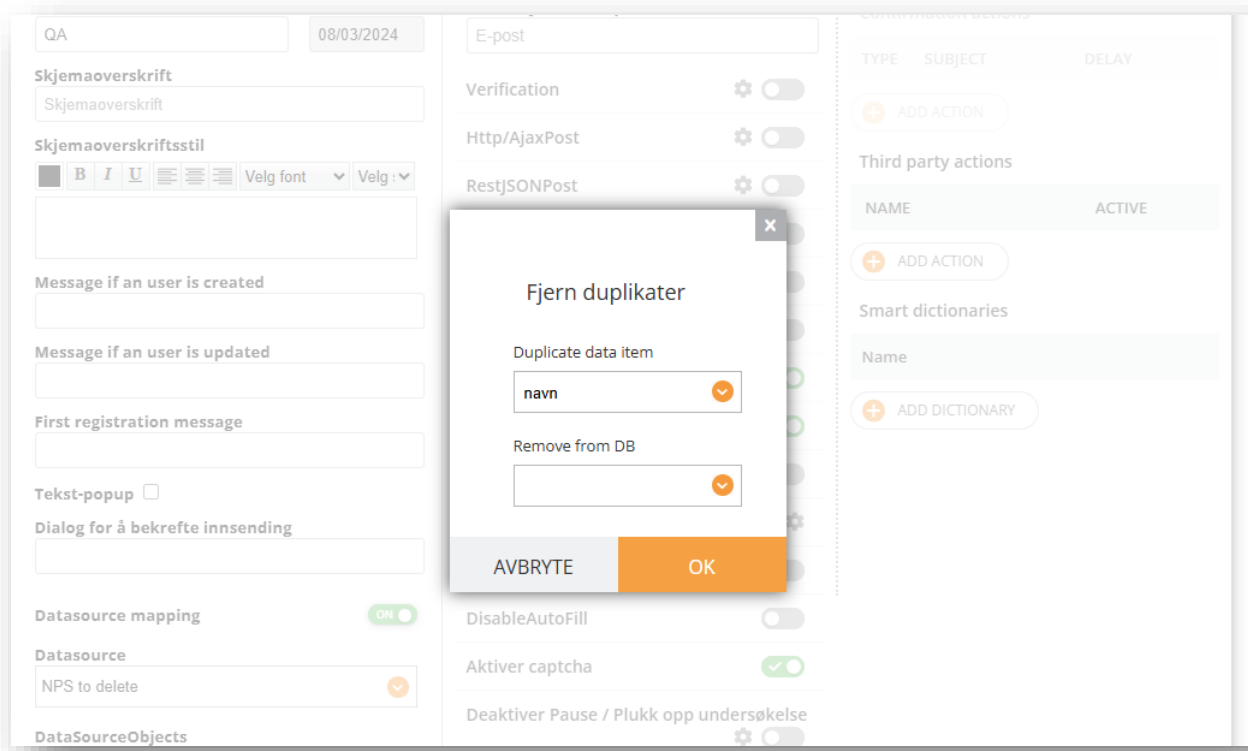 QA
08/03/2024
Skjemaoverskrift
Skjemaoverskrift
Skjemaoverskriftsstil
B I U Velg font Velg :
Message if an user is created
Message if an user is updated
First registration message
Tekst-popup
Dialog for å bekrefte innsending
Datasource mapping
ON
Datasource
NPS to delete
DataSourceObjects
E-post
Verification
Http/AjaxPost
RestJSONPost
x
Fjern duplikater
Duplicate data item
navn
Remove from DB
AVBRYTE
OK
DisableAutoFill
Aktiver captcha
Deaktiver Pause / Plukk opp undersøkelse
Confirmation actions
TYPE SUBJECT DELAY
ADD ACTION
Third party actions
NAME ACTIVE
ADD ACTION
Smart dictionaries
Name
ADD DICTIONARY